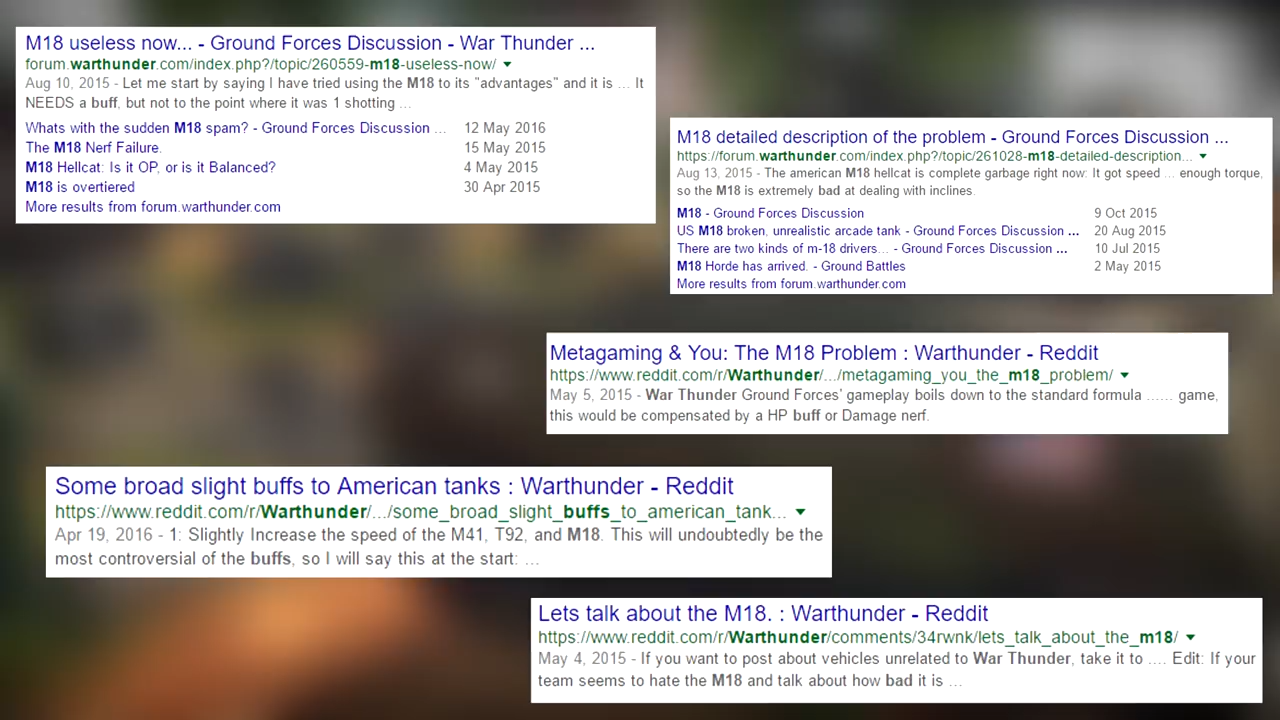 M18 useless now... - Ground Forces Discussion - War Thunder ...
forum.warthunder.com/index.php?/topic/260559-m18-useless-now/
Aug 10, 2015 - Let me start by saying I have tried using the M18 to its "advantages" and it is ... It
NEEDS a buff, but not to the point where it was 1 shotting ...
Whats with the sudden M18 spam? - Ground Forces Discussion ... 12 May 2016
The M18 Nerf Failure. 15 May 2015
M18 Hellcat: Is it OP, or is it Balanced? 4 May 2015
M18 is overtiered 30 Apr 2015
More results from forum.warthunder.com
M18 detailed description of the problem - Ground Forces Discussion ...
https://forum.warthunder.com/index.php?/topic/261028-m18-detailed-description...
Aug 13, 2015 - The american M18 hellcat is complete garbage right now: It got speed ... enough torque,
so the M18 is extremely bad at dealing with inclines.
M18 - Ground Forces Discussion 9 Oct 2015
US M18 broken, unrealistic arcade tank - Ground Forces Discussion ... 20 Aug 2015
There are two kinds of m-18 drivers... - Ground Forces Discussion ... 10 Jul 2015
M18 Horde has arrived. - Ground Battles 2 May 2015
More results from forum.warthunder.com
Metagaming & You: The M18 Problem : Warthunder - Reddit
https://www.reddit.com/r/Warthunder/.../metagaming_you_the_m18_problem/
May 5, 2015 - War Thunder Ground Forces' gameplay boils down to the standard formula ...... game,
this would be compensated by a HP buff or Damage nerf.
Some broad slight buffs to American tanks : Warthunder - Reddit
https://www.reddit.com/r/Warthunder/.../some_broad_slight_buffs_to_american_tank...
Apr 19, 2016 - 1: Slightly Increase the speed of the M41, T92, and M18. This will undoubtedly be the
most controversial of the buffs, so I will say this at the start: ...
Lets talk about the M18. : Warthunder - Reddit
https://www.reddit.com/r/Warthunder/comments/34rwnk/lets_talk_about_the_m18/
May 4, 2015 - If you want to post about vehicles unrelated to War Thunder, take it to .... Edit: If your
team seems to hate the M18 and talk about how bad it is ...